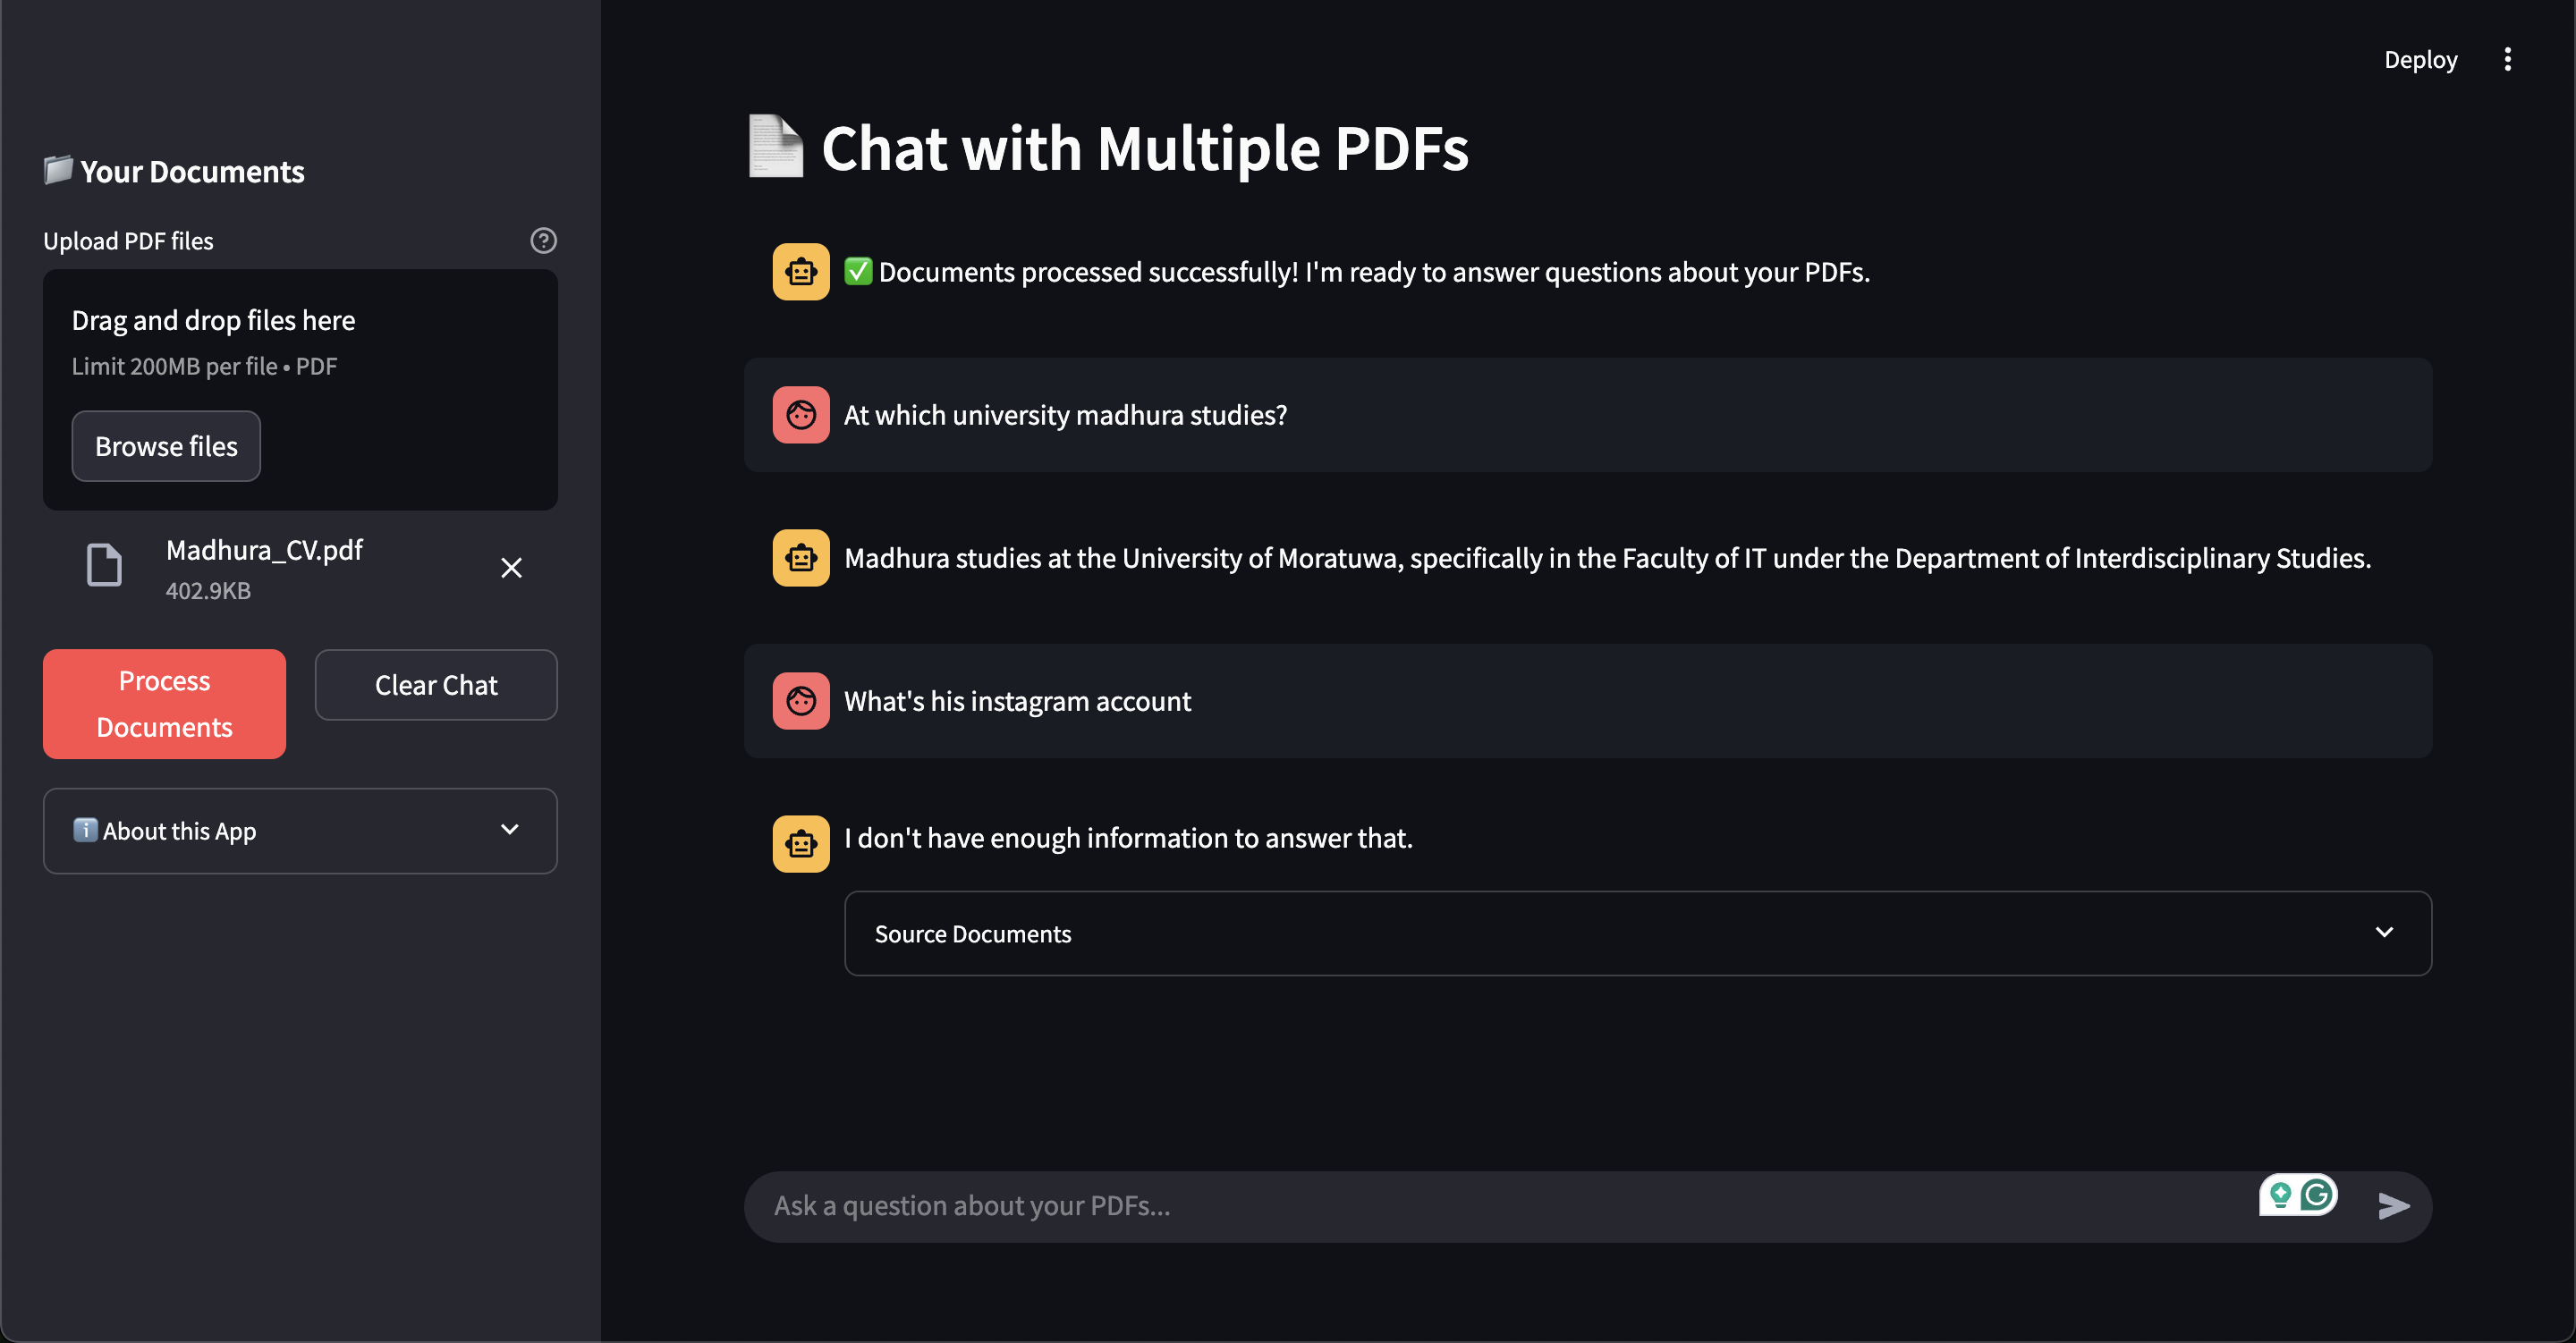 Deploy
📁 Your Documents
Upload PDF files
Drag and drop files here
Limit 200MB per file • PDF
Browse files
Madhura_CV.pdf
402.9KB
Process
Documents
Clear Chat
ℹ️ About this App
📄 Chat with Multiple PDFs
✅ Documents processed successfully! I'm ready to answer questions about your PDFs.
At which university madhura studies?
Madhura studies at the University of Moratuwa, specifically in the Faculty of IT under the Department of Interdisciplinary Studies.
What's his instagram account
I don't have enough information to answer that.
Source Documents
Ask a question about your PDFs...